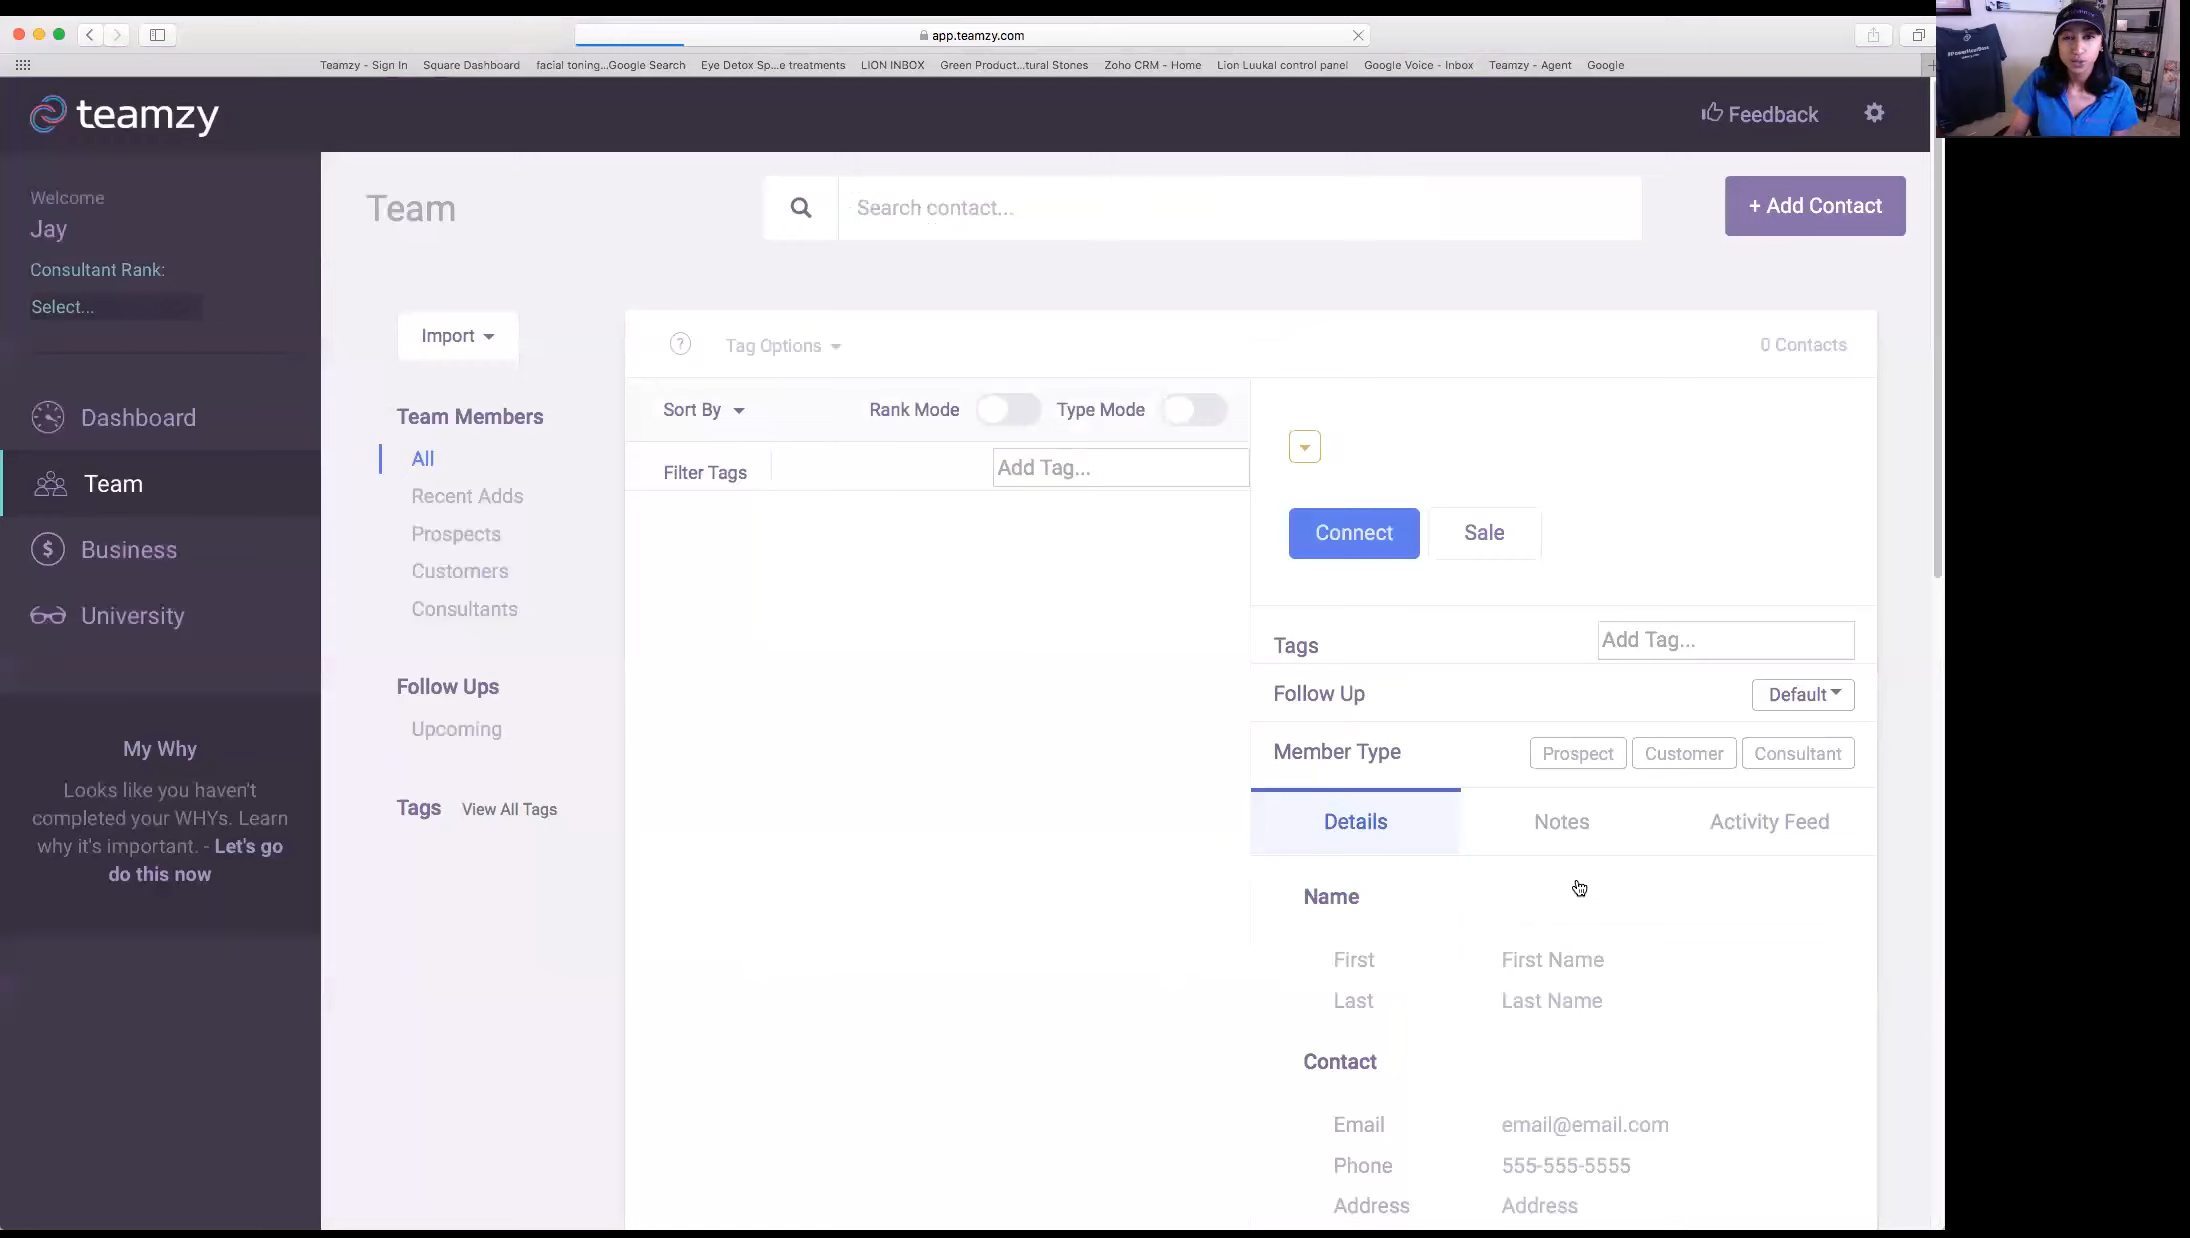 app.teamzy.com
Teamzy - Sign In
Square Dashboard
facial toning...Google Search
Eye Detox Sp...e treatments
LION INBOX
Green Product...tural Stones
Zoho CRM - Home
Lion Luukal control panel
Google Voice - Inbox
Teamzy - Agent
Google
teamzy
Feedback
Welcome
Jay
Consultant Rank:
Select...
Dashboard
Team
Business
University
My Why
Looks like you haven't
completed your WHYs. Learn
why it's important. - Let's go
do this now
Team
Search contact...
+ Add Contact
Import
Team Members
All
Recent Adds
Prospects
Customers
Consultants
Follow Ups
Upcoming
Tags View All Tags
? Tag Options
0 Contacts
Sort By
Rank Mode
Type Mode
Filter Tags
Add Tag...
Connect
Sale
Tags
Add Tag...
Follow Up
Default
Member Type
Prospect
Customer
Consultant
Details
Notes
Activity Feed
Name
First First Name
Last Last Name
Contact
Email email@email.com
Phone 555-555-5555
Address Address